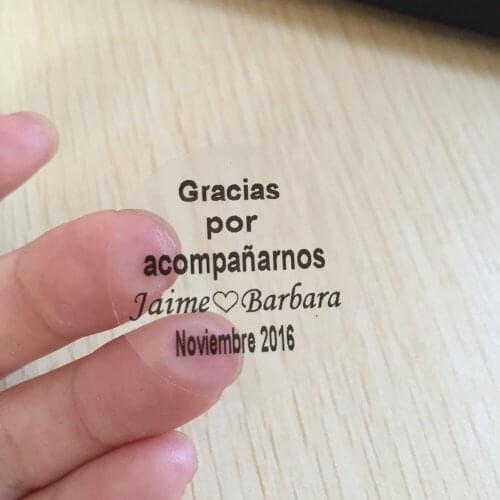 Gracias
por
acompañarnos
Jaime♡Barbara
Noviembre 2016